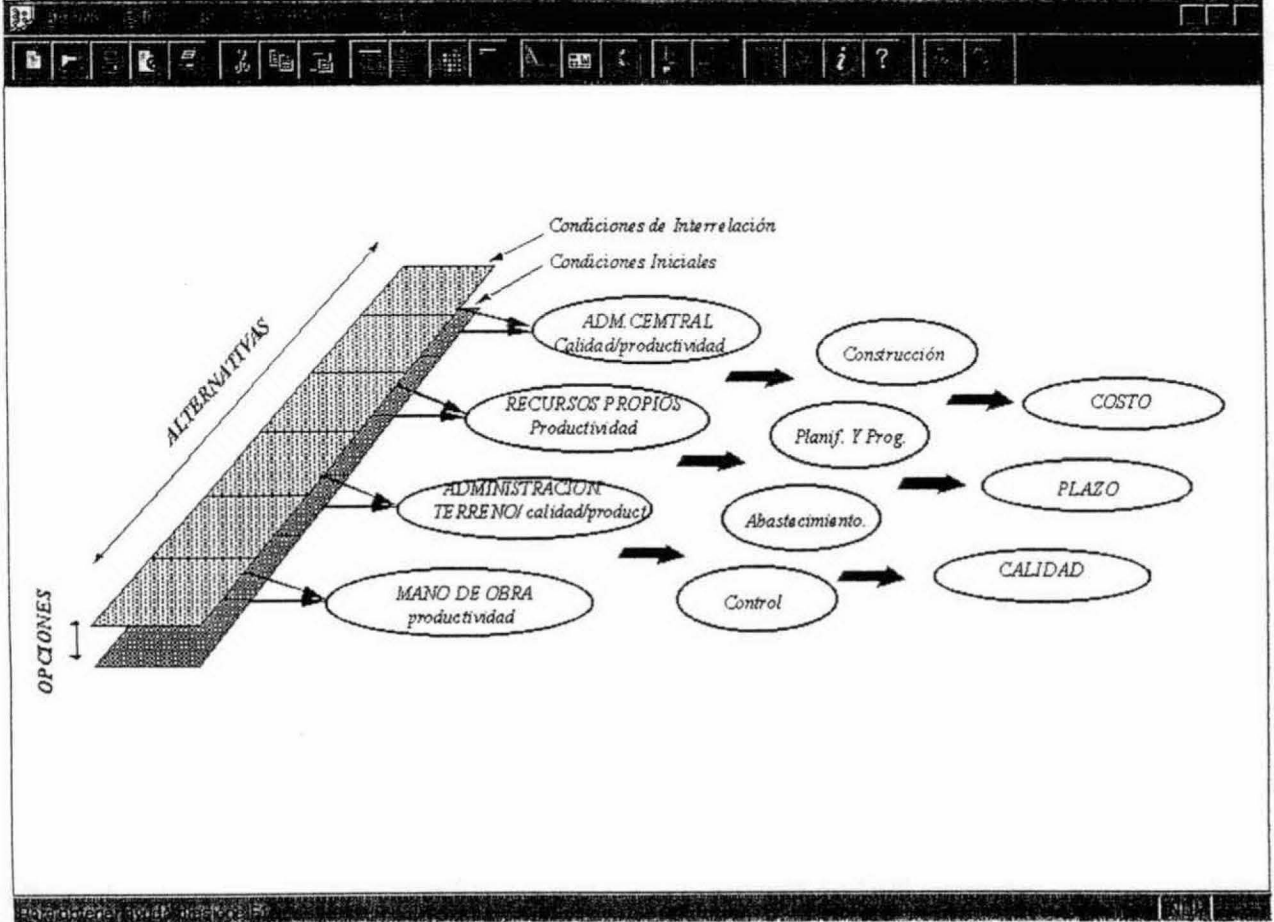 Condiciones de Interrelación
Condiciones Iniciales
ALTERNATIVAS
OPCIONES
ADM. CEMTRAL
Calidad/productividad
RECURSOS PROPIOS
Productividad
ADMINISTRACION.
TERRENO/ calidad/product.
MANO DE OBRA
productividad
Construcción
Planif. Y Prog.
Abastecimiento.
Control
COSTO
PLAZO
CALIDAD